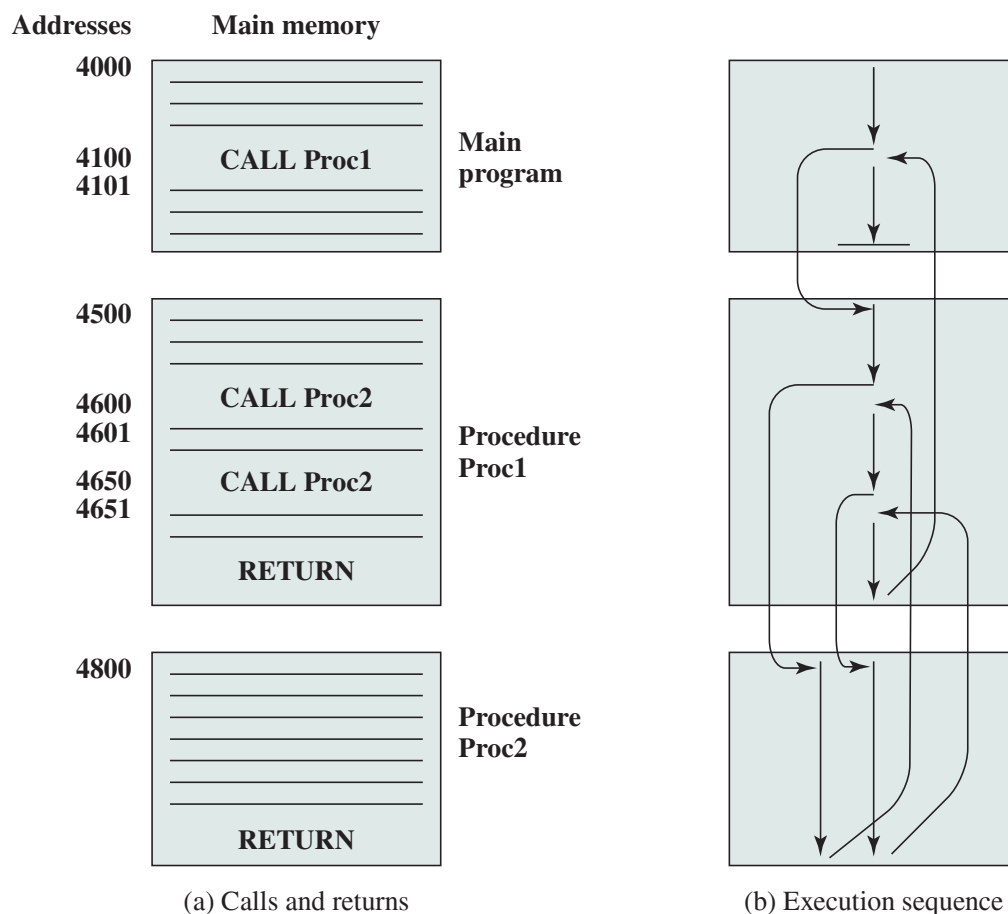 Addresses
Main memory
4000
4100
CALL Proc1
4101
Main
program
4500
CALL Proc2
4600
4601
4650
CALL Proc2
4651
RETURN
Procedure
Proc1
4800
RETURN
Procedure
Proc2
(a) Calls and returns
(b) Execution sequence